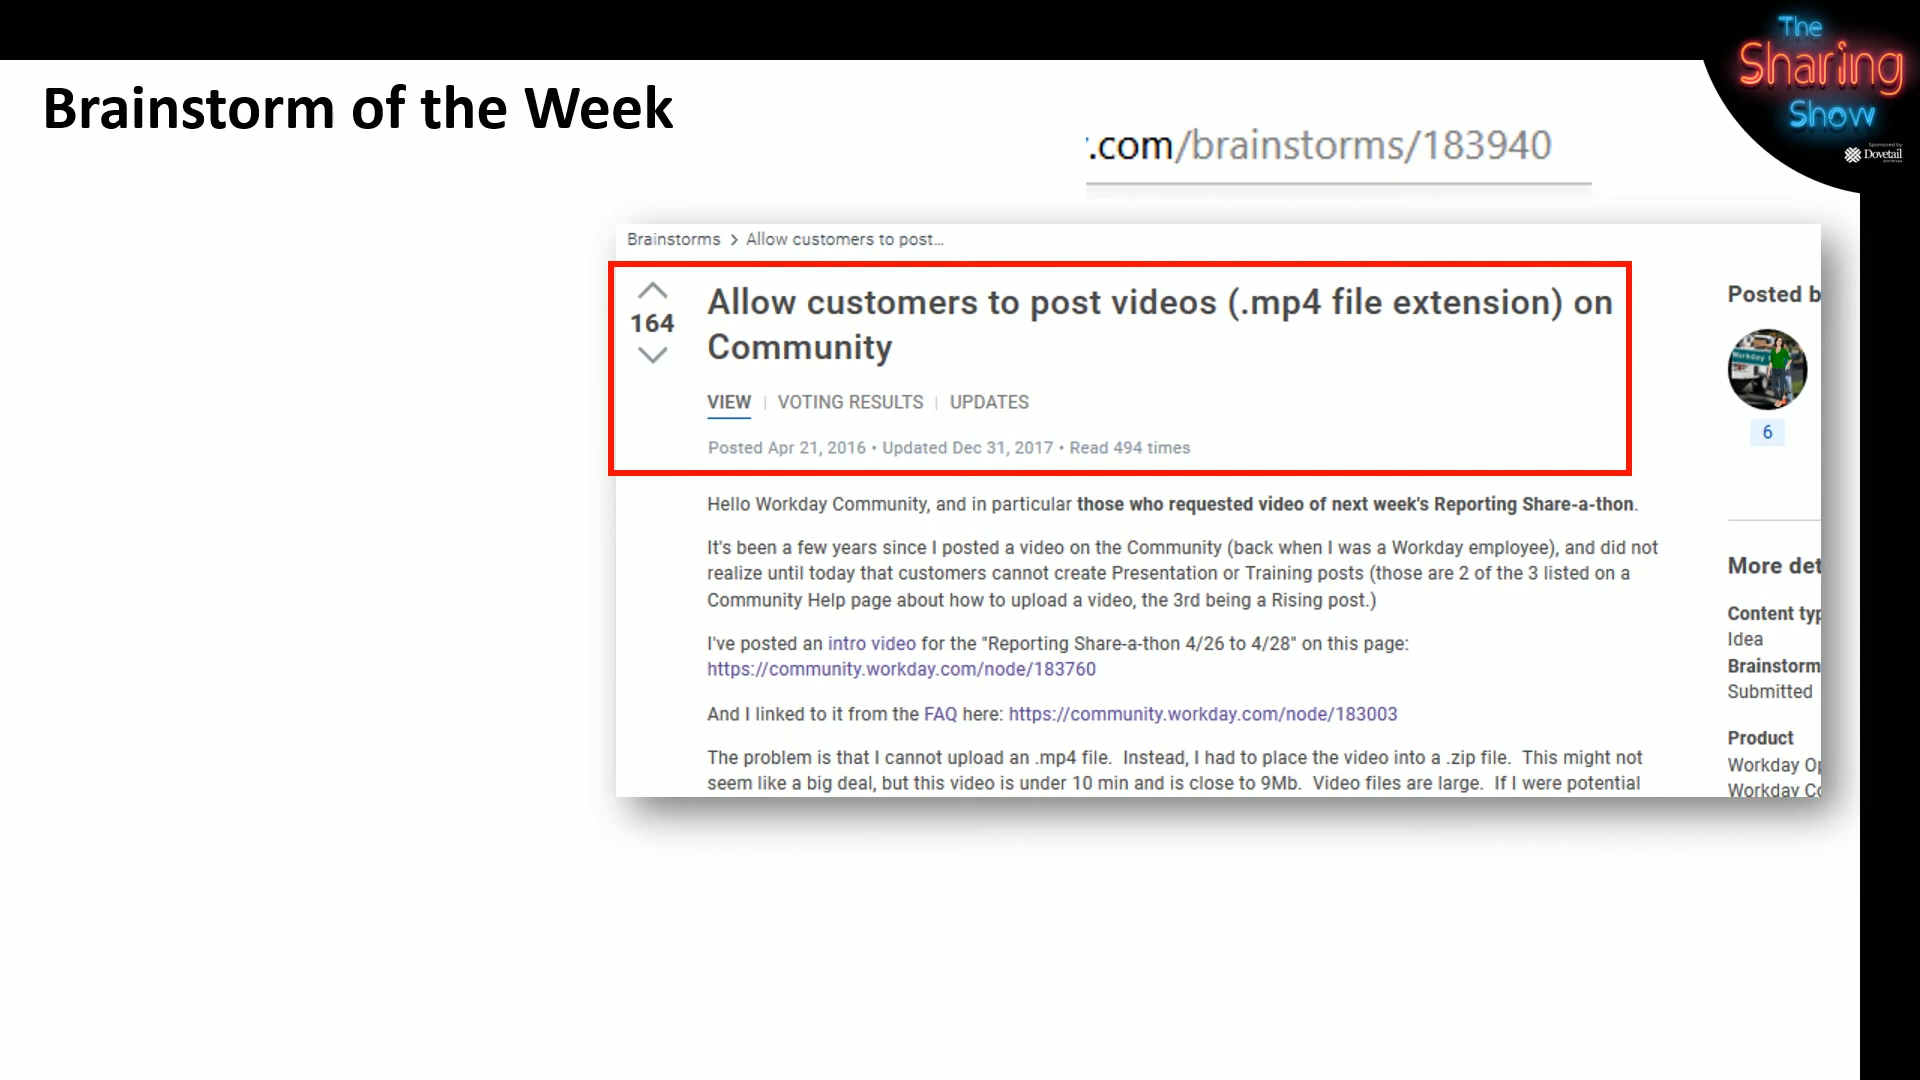 The
Sharing
Show
Sponsored by
Dovetail
Brainstorm of the Week
.com/brainstorms/183940
Brainstorms > Allow customers to post...
164
Allow customers to post videos (.mp4 file extension) on
Community
VIEW | VOTING RESULTS | UPDATES
Posted Apr 21, 2016 • Updated Dec 31, 2017 • Read 494 times
Hello Workday Community, and in particular those who requested video of next week's Reporting Share-a-thon.
It's been a few years since I posted a video on the Community (back when I was a Workday employee), and did not
realize until today that customers cannot create Presentation or Training posts (those are 2 of the 3 listed on a
Community Help page about how to upload a video, the 3rd being a Rising post.)
I've posted an intro video for the "Reporting Share-a-thon 4/26 to 4/28" on this page:
https://community.workday.com/node/183760
And I linked to it from the FAQ here: https://community.workday.com/node/183003
The problem is that I cannot upload an .mp4 file.  Instead, I had to place the video into a .zip file.  This might not
seem like a big deal, but this video is under 10 min and is close to 9Mb.  Video files are large.  If I were potential
Posted b
Workday
6
More det
Content typ
Idea
Brainstorm
Submitted
Product
Workday Op
Workday Co